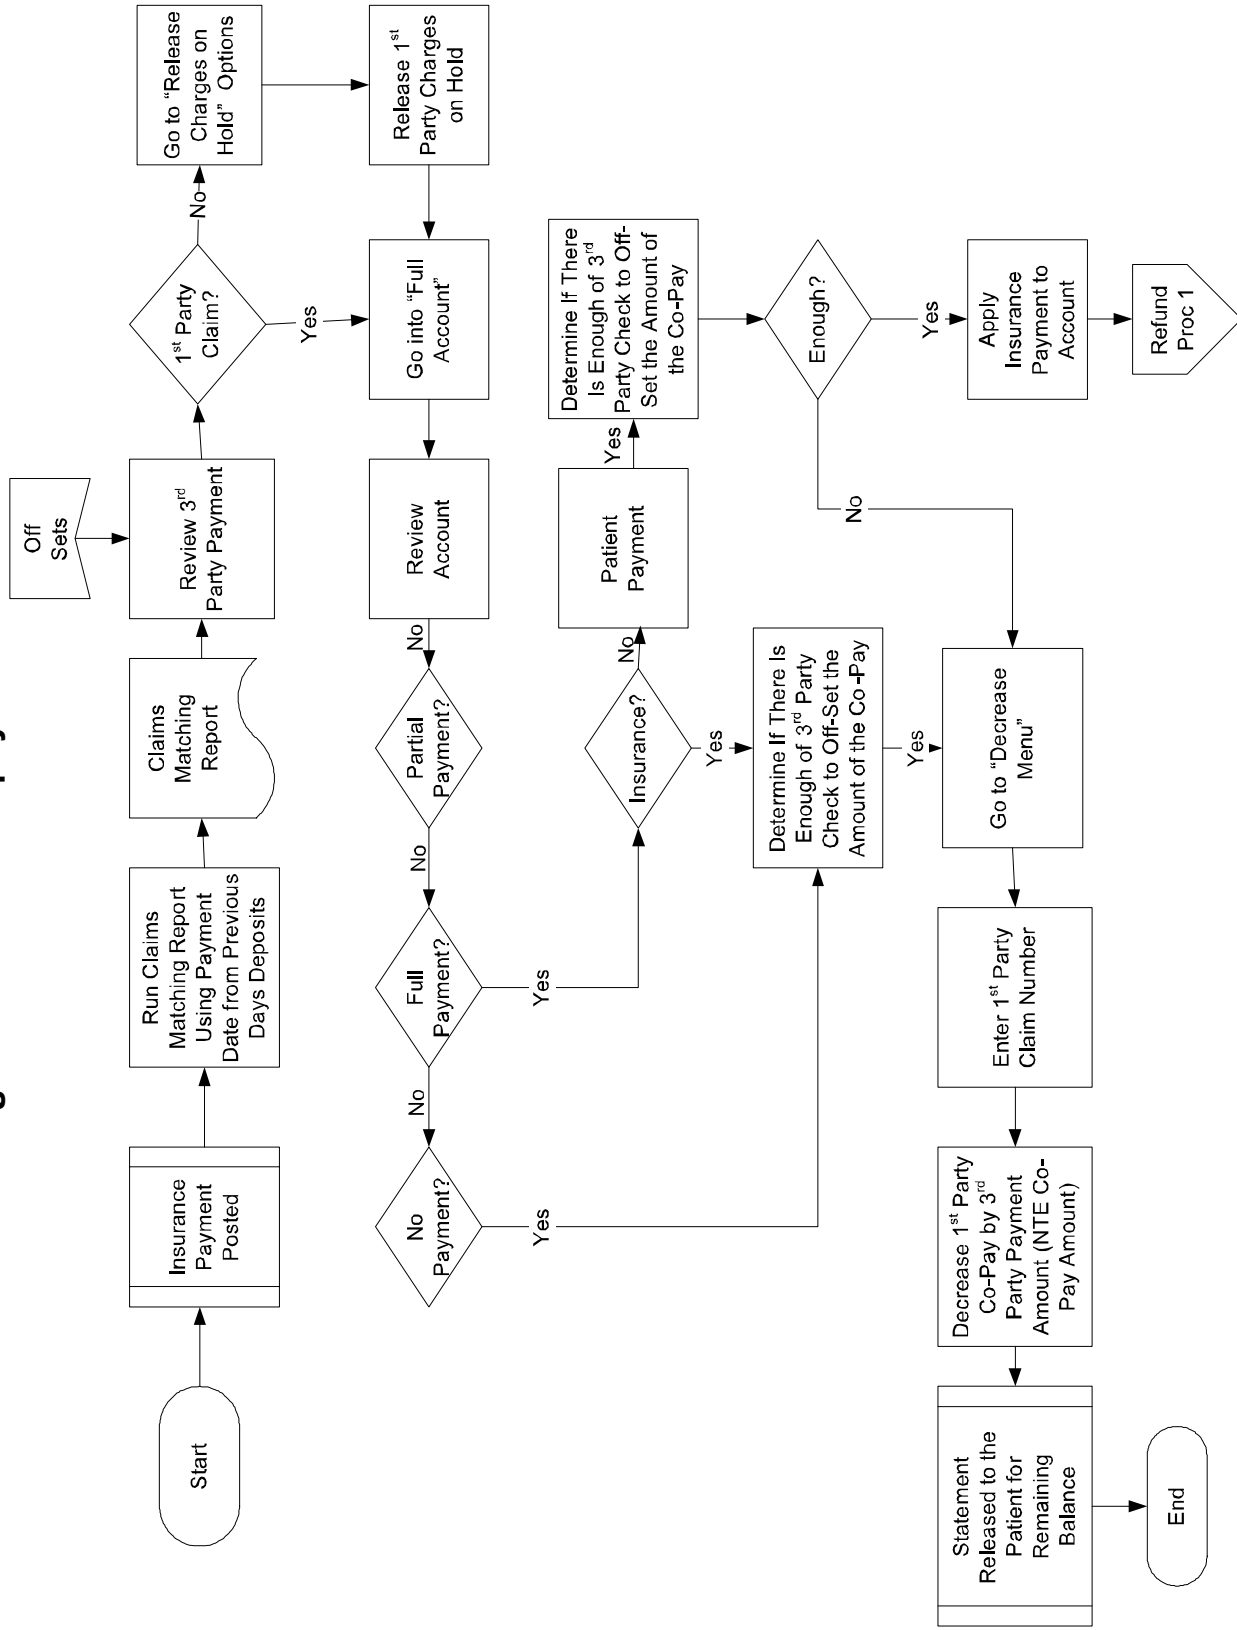 Start
Insurance
Payment
Posted
Run Claims
Matching Report
Using Payment
Date from Previous
Days Deposits
Claims
Matching
Report
Off
Sets
Review 3rd
Party Payment
1st Party
Claim?
No
Yes
Go to “Release
Charges on
Hold” Options
Release 1st
Party Charges
on Hold
Go into “Full
Account”
Review
Account
No
Partial
Payment?
No
Full
Payment?
Yes
No
No
Payment?
Yes
Insurance?
No
Yes
Patient
Payment
Yes
Determine If There
Is Enough of 3rd
Party Check to Off-
Set the Amount of
the Co-Pay
Enough?
Yes
No
Apply
Insurance
Payment to
Account
Refund
Proc 1
Determine If There Is
Enough of 3rd Party
Check to Off-Set the
Amount of the Co-Pay
Yes
Go to “Decrease
Menu”
Enter 1st Party
Claim Number
Decrease 1st Party
Co-Pay by 3rd
Party Payment
Amount (NTE Co-
Pay Amount)
Statement
Released to the
Patient for
Remaining
Balance
End